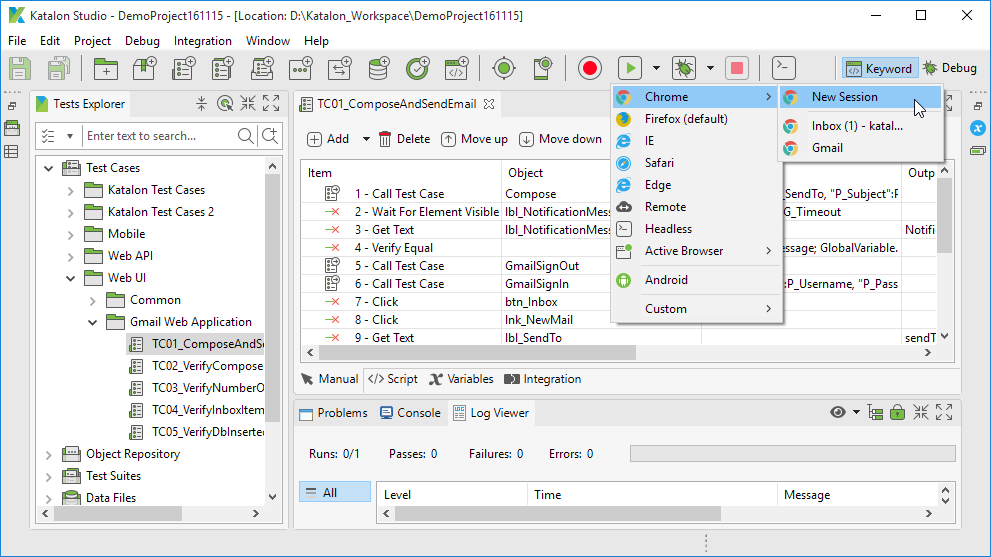 Katalon Studio - DemoProject161115 - [Location: D:\Katalon_Workspace\DemoProject161115]
File Edit Project Debug Integration Window Help
Keyword Debug
Tests Explorer
Enter text to search...
Test Cases
Katalon Test Cases
Katalon Test Cases 2
Mobile
Web API
Web UI
Common
Gmail Web Application
TC01_ComposeAndSe
TC02_VerifyCompose
TC03_VerifyNumberO
TC04_VerifyInboxItem
TC05_VerifyDbInserted
Object Repository
Test Suites
Data Files
TC01_ComposeAndSendEmail
Add Delete Move up Move down
Item Object Outp
1 - Call Test Case Compose _SendTo, "P_Subject":P
2 - Wait For Element Visible lbl_NotificationMess G_Timeout
3 - Get Text lbl_NotificationMess Notifi
4 - Verify Equal essage; GlobalVariable.
5 - Call Test Case GmailSignOut
6 - Call Test Case GmailSignIn :P_Username, "P_Pass
7 - Click btn_Inbox
8 - Click lnk_NewMail
9 - Get Text lbl_SendTo sendT
Chrome
Firefox (default)
IE
Safari
Edge
Remote
Headless
Active Browser
Android
Custom
New Session
Inbox (1) - katal...
Gmail
Manual Script Variables Integration
Problems Console Log Viewer
Runs: 0/1 Passes: 0 Failures: 0 Errors: 0
All
Level Time Message